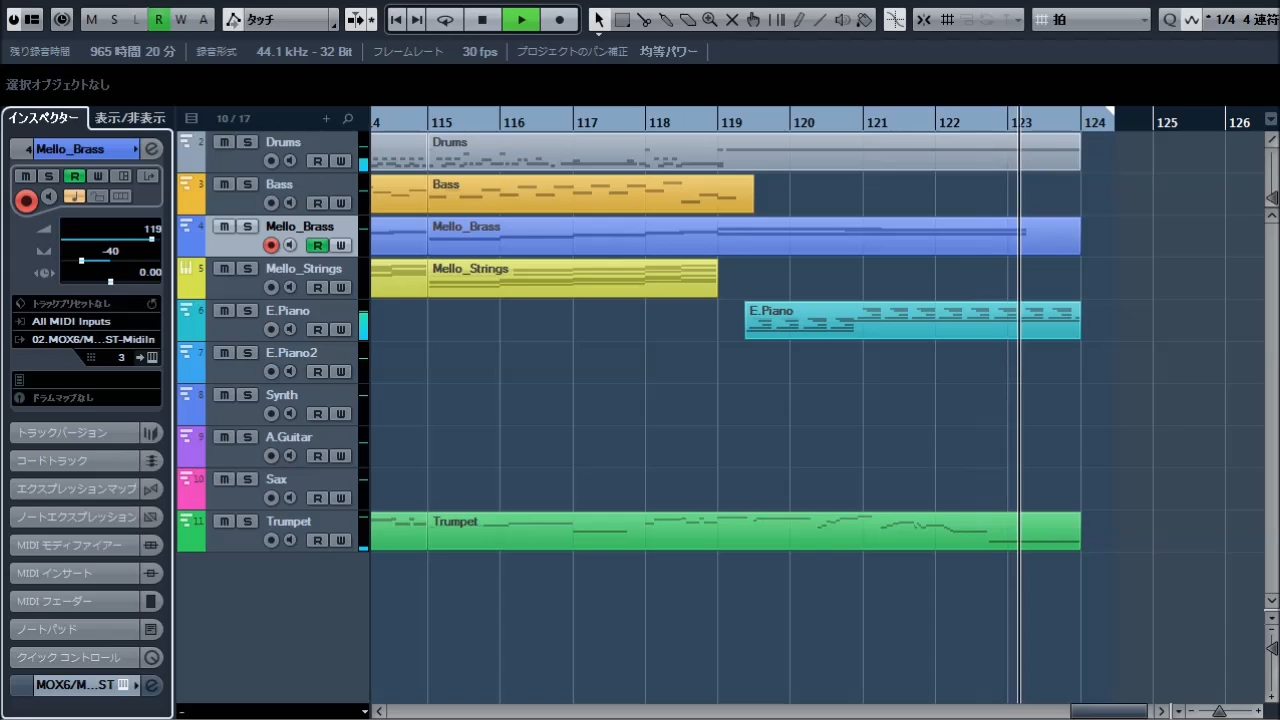 M S L R W A タッチ 拍 Q 1/4 4 連符
残り録音時間 965 時間 20 分 録音形式 44.1 kHz - 32 Bit フレームレート 30 fps プロジェクトのパン補正 均等パワー
選択オブジェクトなし
インスペクター 表示/非表示 10 / 17
4 115 116 117 118 119 120 121 122 123 124 125 126
4 Mello_Brass
m S R W
119
-40
0.00
トラックプリセットなし
All MIDI Inputs
02.MOX6/M...ST-MidiIn
3
ドラムマップなし
トラックバージョン
コードトラック
エクスプレッションマップ
ノートエクスプレッション
MIDI モディファイアー
MIDI インサート
MIDI フェーダー
ノートパッド
クイック コントロール
MOX6/M...ST
2 m S Drums
R W
3 m S Bass
R W
4 m S Mello_Brass
R W
5 m S Mello_Strings
R W
6 m S E.Piano
R W
7 m S E.Piano2
R W
8 m S Synth
R W
9 m S A.Guitar
R W
10 m S Sax
R W
11 m S Trumpet
R W
Drums
Bass
Mello_Brass
Mello_Strings
E.Piano
Trumpet